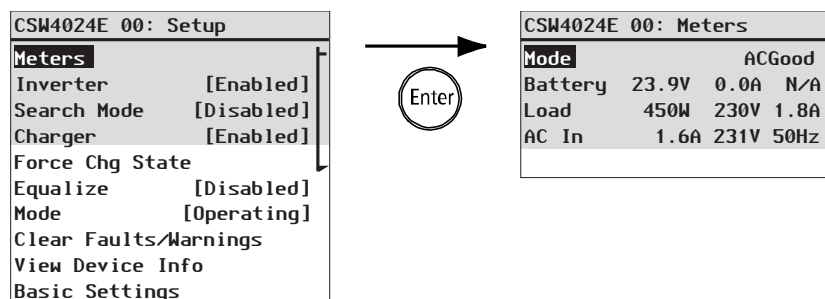 CSW4024E 00: Setup
Meters
Inverter [Enabled]
Search Mode [Disabled]
Charger [Enabled]
Force Chg State
Equalize [Disabled]
Mode [Operating]
Clear Faults/Warnings
View Device Info
Basic Settings
Enter
CSW4024E 00: Meters
Mode ACGood
Battery 23.9V 0.0A N/A
Load 450W 230V 1.8A
AC In 1.6A 231V 50Hz